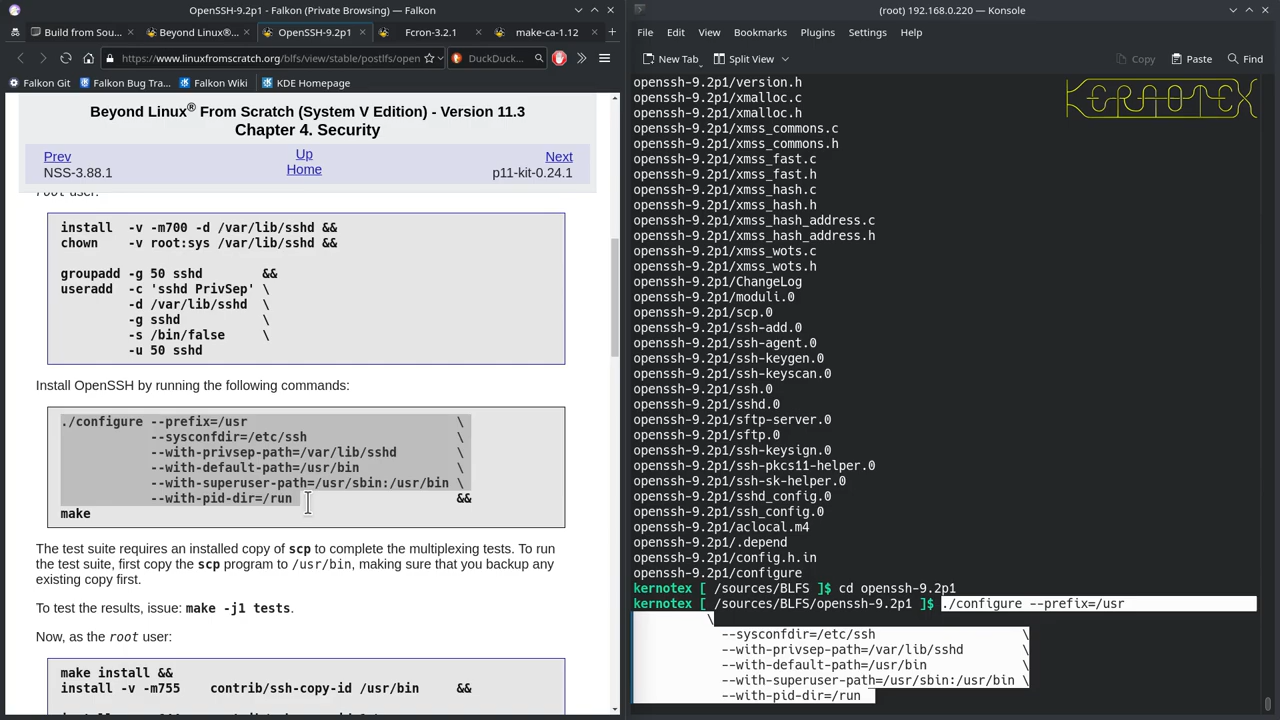 OpenSSH-9.2p1 - Falkon (Private Browsing) — Falkon
Build from Sou...
Beyond Linux®...
OpenSSH-9.2p1
Fcron-3.2.1
make-ca-1.12
https://www.linuxfromscratch.org/blfs/view/stable/postlfs/open
DuckDuc...
Falkon Git
Falkon Bug Tra...
Falkon Wiki
KDE Homepage
Beyond Linux® From Scratch (System V Edition) - Version 11.3
Chapter 4. Security
Prev
Up
Next
NSS-3.88.1
Home
p11-kit-0.24.1
root user:
install  -v -m700 -d /var/lib/sshd &&
chown    -v root:sys /var/lib/sshd &&
groupadd -g 50 sshd        &&
useradd  -c 'sshd PrivSep' \
         -d /var/lib/sshd  \
         -g sshd           \
         -s /bin/false     \
         -u 50 sshd
Install OpenSSH by running the following commands:
./configure --prefix=/usr                            \
            --sysconfdir=/etc/ssh                    \
            --with-privsep-path=/var/lib/sshd        \
            --with-default-path=/usr/bin             \
            --with-superuser-path=/usr/sbin:/usr/bin \
            --with-pid-dir=/run                      &&
make
The test suite requires an installed copy of scp to complete the multiplexing tests. To run
the test suite, first copy the scp program to /usr/bin, making sure that you backup any
existing copy first.
To test the results, issue: make -j1 tests.
Now, as the root user:
make install &&
install -v -m755    contrib/ssh-copy-id /usr/bin     &&
(root) 192.168.0.220 — Konsole
File Edit View Bookmarks Plugins Settings Help
New Tab
Split View
Copy
Paste
Find
KERNOTEX
openssh-9.2p1/version.h
openssh-9.2p1/xmalloc.c
openssh-9.2p1/xmalloc.h
openssh-9.2p1/xmss_commons.c
openssh-9.2p1/xmss_commons.h
openssh-9.2p1/xmss_fast.c
openssh-9.2p1/xmss_fast.h
openssh-9.2p1/xmss_hash.c
openssh-9.2p1/xmss_hash.h
openssh-9.2p1/xmss_hash_address.c
openssh-9.2p1/xmss_hash_address.h
openssh-9.2p1/xmss_wots.c
openssh-9.2p1/xmss_wots.h
openssh-9.2p1/ChangeLog
openssh-9.2p1/moduli.0
openssh-9.2p1/scp.0
openssh-9.2p1/ssh-add.0
openssh-9.2p1/ssh-agent.0
openssh-9.2p1/ssh-keygen.0
openssh-9.2p1/ssh-keyscan.0
openssh-9.2p1/ssh.0
openssh-9.2p1/sshd.0
openssh-9.2p1/sftp-server.0
openssh-9.2p1/sftp.0
openssh-9.2p1/ssh-keysign.0
openssh-9.2p1/ssh-pkcs11-helper.0
openssh-9.2p1/ssh-sk-helper.0
openssh-9.2p1/sshd_config.0
openssh-9.2p1/ssh_config.0
openssh-9.2p1/aclocal.m4
openssh-9.2p1/.depend
openssh-9.2p1/config.h.in
openssh-9.2p1/configure
kernotex [ /sources/BLFS ]$ cd openssh-9.2p1
kernotex [ /sources/BLFS/openssh-9.2p1 ]$ ./configure --prefix=/usr
          \
            --sysconfdir=/etc/ssh                    \
            --with-privsep-path=/var/lib/sshd        \
            --with-default-path=/usr/bin             \
            --with-superuser-path=/usr/sbin:/usr/bin \
            --with-pid-dir=/run